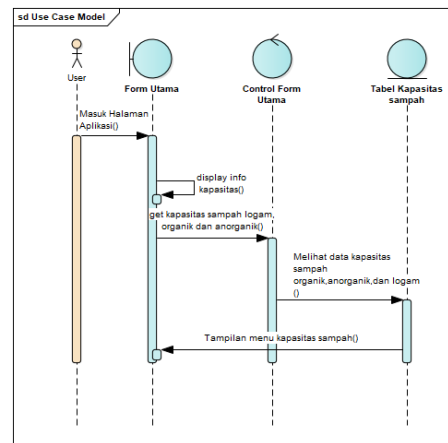 sd Use Case Model
User
Form Utama
Control Form
Utama
Tabel Kapasitas
sampah
Masuk Halaman
Aplikasi()
display info
kapasitas()
get kapasitas sampah logam,
organik dan anorganik()
Melihat data kapasitas
sampah
organik,anorganik,dan logam
()
Tampilan menu kapasitas sampah()